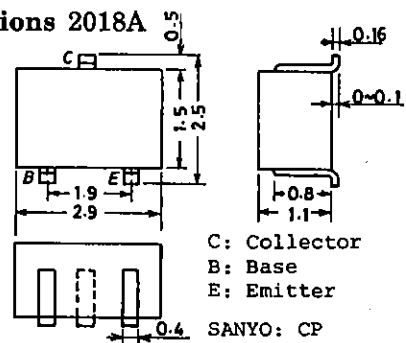 ions 2018A
0.5
C
0.16
1.5
2.5
0~0.1
B
E
1.9
2.9
0.8
1.1
C: Collector
B: Base
E: Emitter
0.4
SANYO: CP